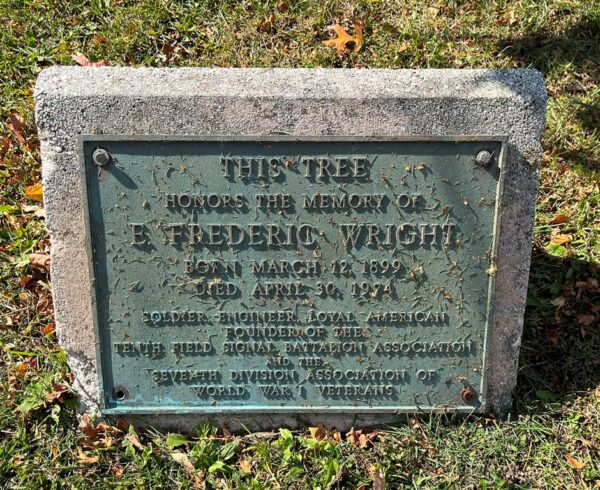 THIS TREE
HONORS THE MEMORY OF
E. FREDERIC WRIGHT
BORN MARCH 12, 1899
DIED APRIL 30, 1974
SOLDIER, ENGINEER, LOYAL AMERICAN
FOUNDER OF THE
TENTH FIELD SIGNAL BATTALION ASSOCIATION
AND THE
SEVENTH DIVISION ASSOCIATION OF
WORLD WAR I VETERANS